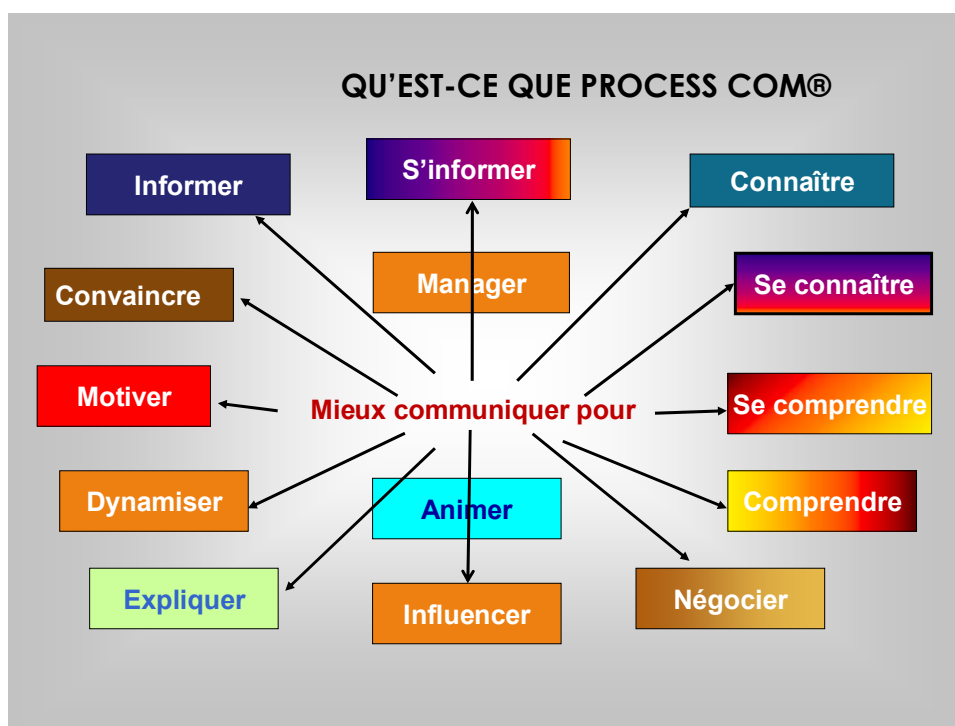 QU’EST-CE QUE PROCESS COM®
Informer
S’informer
Connaître
Convaincre
Manager
Se connaître
Motiver
Mieux communiquer pour
Se comprendre
Dynamiser
Animer
Comprendre
Expliquer
Influencer
Négocier